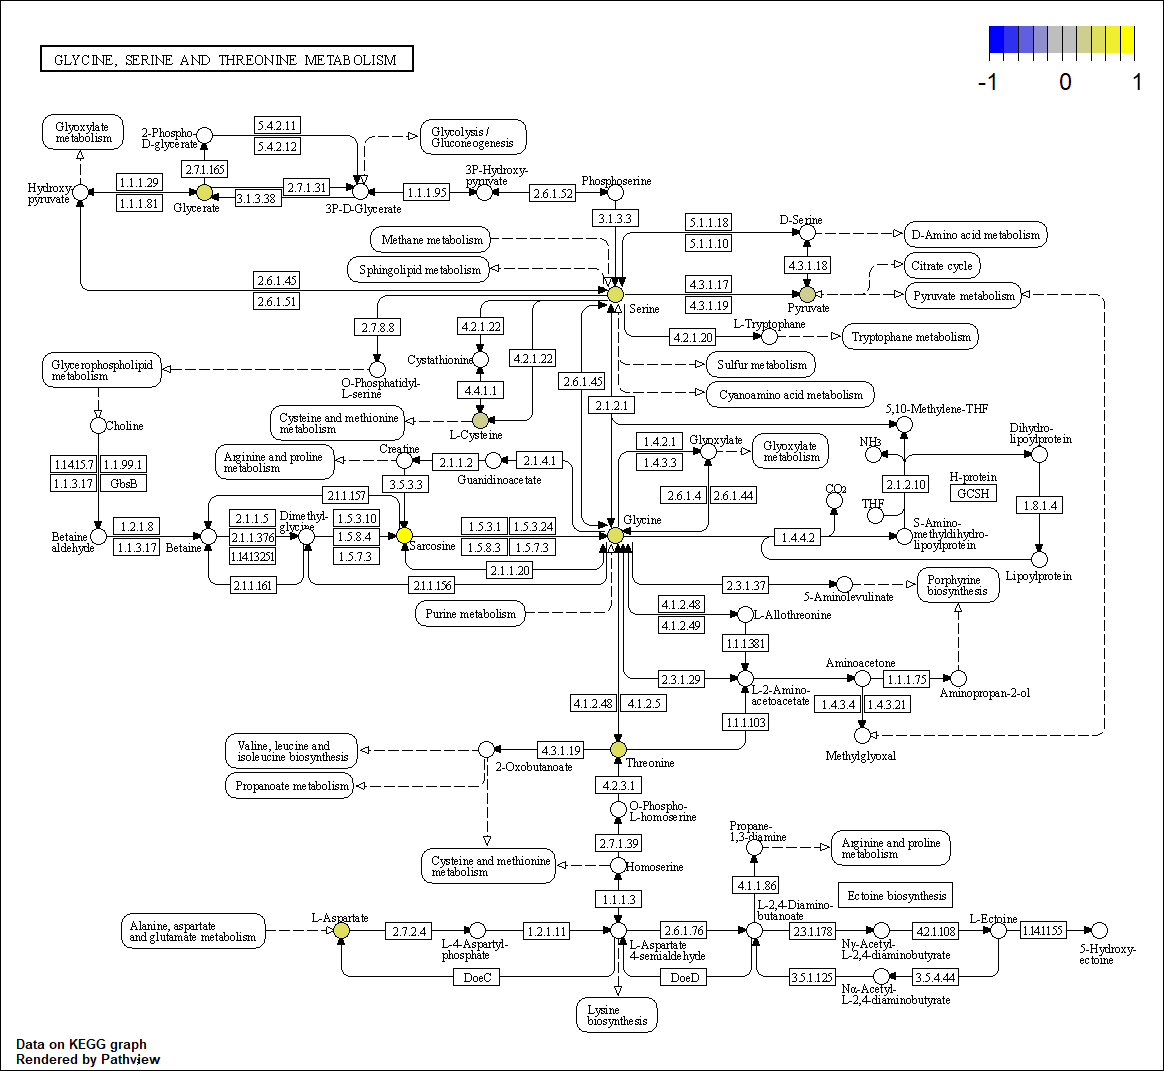 GLYCINE, SERINE AND THREONINE METABOLISM
-1
0
1
Glyoxylate
metabolism
2-Phospho-
D-glycerate
5.4.2.11
5.4.2.12
Glycolysis /
Gluconeogenesis
2.7.1.165
Hydroxy
pyruvate
1.1.1.29
1.1.1.81
Glycerate
2.7.1.31
3.1.3.38
3P-D-Glycerate
1.1.1.95
3P-Hydroxy-
pyruvate
2.6.1.52
Phosphoserine
3.1.3.3
Methane metabolism
Sphingolipid metabolism
5.1.1.18
5.1.1.10
D-Serine
D-Amino acid metabolism
4.3.1.18
Citrate cycle
2.6.1.45
2.6.1.51
Serine
4.3.1.17
4.3.1.19
Pyruvate
Pyruvate metabolism
2.7.8.8
4.2.1.22
4.2.1.20
L-Tryptophane
Tryptophane metabolism
Glycerophospholipid
metabolism
O-Phosphatidyl-
L-serine
Cystathionine
4.2.1.22
4.4.1.1
2.6.1.45
2.1.2.1
Sulfur metabolism
Cyanoamino acid metabolism
Choline
Cysteine and methionine
metabolism
L-Cysteine
5,10-Methylene-THF
Arginine and proline
metabolism
Creatine
2.1.1.2
Guanidinoacetate
2.1.4.1
1.4.2.1
1.4.3.3
Glyoxylate
Glyoxylate
metabolism
NH3
Dihydro-
lipoylprotein
1.14.15.7
1.1.99.1
1.1.3.17
GbsB
3.5.3.3
2.1.1.157
2.6.1.4
2.6.1.44
CO2
THF
2.1.2.10
H-protein
GCSH
1.8.1.4
Betaine
aldehyde
1.2.1.8
1.1.3.17
Betaine
2.1.1.5
2.1.1.376
1.14.13.251
Dimethyl-
glycine
1.5.3.10
1.5.8.4
1.5.7.3
Sarcosine
1.5.3.1
1.5.3.24
1.5.8.3
1.5.7.3
Glycine
1.4.4.2
S-Amino-
methyldihydro-
lipoylprotein
Lipoylprotein
2.1.1.20
2.1.1.161
2.1.1.156
Purine metabolism
2.3.1.37
5-Aminolevulinate
Porphyrine
biosynthesis
4.1.2.48
4.1.2.49
L-Allothreonine
1.1.1.381
2.3.1.29
L-2-Amino-
acetoacetate
Aminoacetone
1.1.1.75
Aminopropan-2-ol
4.1.2.48
4.1.2.5
1.1.1.103
1.4.3.4
1.4.3.21
Methylglyoxal
Valine, leucine and
isoleucine biosynthesis
Propanoate metabolism
2-Oxobutanoate
4.3.1.19
Threonine
4.2.3.1
O-Phospho-
L-homoserine
2.7.1.39
Cysteine and methionine
metabolism
Homoserine
1.1.1.3
Propane-
1,3-diamine
Arginine and proline
metabolism
4.1.1.86
Ectoine biosynthesis
Alanine, aspartate
and glutamate metabolism
L-Aspartate
2.7.2.4
L-4-Aspartyl-
phosphate
1.2.1.11
L-Aspartate
4-semialdehyde
2.6.1.76
L-2,4-Diamino-
butanoate
2.3.1.178
Nγ-Acetyl-
L-2,4-diaminobutyrate
4.2.1.108
L-Ectoine
1.14.11.55
5-Hydroxy-
ectoine
DoeC
DoeD
3.5.1.125
Nα-Acetyl-
L-2,4-diaminobutyrate
3.5.4.44
Lysine
biosynthesis
Data on KEGG graph
Rendered by Pathview